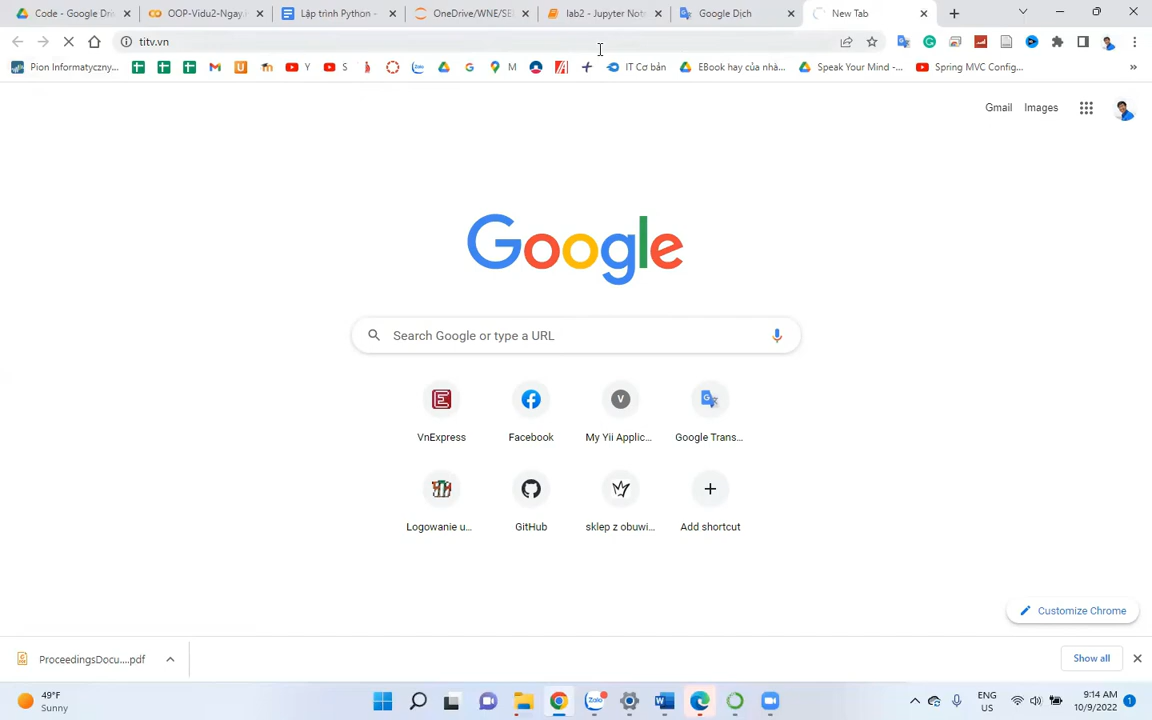 Code - Google Dri
OOP-Vidu2-Ngay.
Lập trình Python -
OneDrive/WNE/SE
lab2 - Jupyter Note
Google Dịch
New Tab
titv.vn
Pion Informatyczny...
Y
S
M
IT Cơ bản
EBook hay của nhà...
Speak Your Mind -...
Spring MVC Config...
»
Gmail
Images
Google
Search Google or type a URL
VnExpress
Facebook
V
My Yii Applic...
Google Trans...
Logowanie u...
GitHub
sklep z obuwi...
Add shortcut
Customize Chrome
ProceedingsDocu....pdf
Show all
49°F
Sunny
ENG
US
9:14 AM
10/9/2022
1